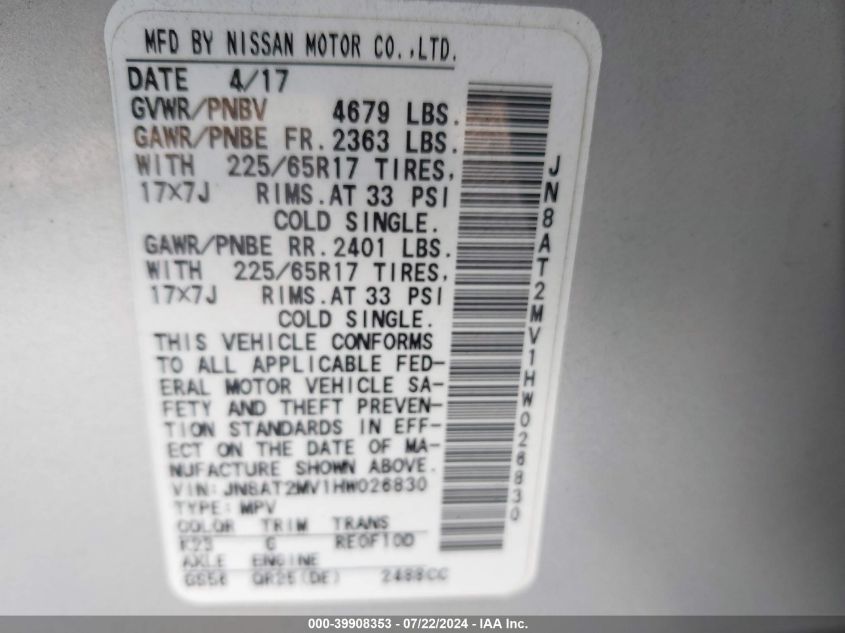 MFD BY NISSAN MOTOR CO.,LTD.
DATE 4/17
GVWR/PNBV 4679 LBS.
GAWR/PNBE FR. 2363 LBS.
WITH 225/65R17 TIRES,
17X7J RIMS.AT 33 PSI
COLD SINGLE.
GAWR/PNBE RR. 2401 LBS.
WITH 225/65R17 TIRES,
17X7J RIMS.AT 33 PSI
COLD SINGLE.
THIS VEHICLE CONFORMS
TO ALL APPLICABLE FED-
ERAL MOTOR VEHICLE SA-
FETY AND THEFT PREVEN-
TION STANDARDS IN EFF-
ECT ON THE DATE OF MA-
NUFACTURE SHOWN ABOVE.
VIN: JN8AT2MV1HW026830
TYPE: MPV
COLOR TRIM TRANS
K23 G RE0F10D
AXLE ENGINE
QR25(DE) 2488CC
JN8AT2MV1HW026830
000-39908353 - 07/22/2024 - IAA Inc.